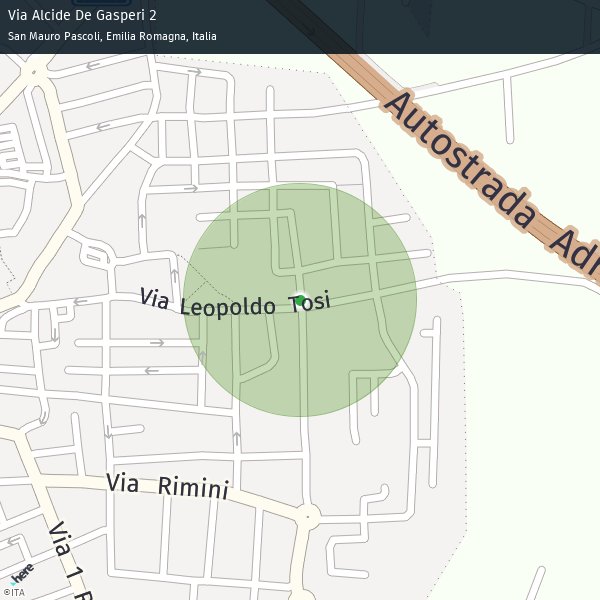 Via Alcide De Gasperi 2
San Mauro Pascoli, Emilia Romagna, Italia
Autostrada Adr
Via Leopoldo Tosi
Via Rimini
Via 1
here
©ITA